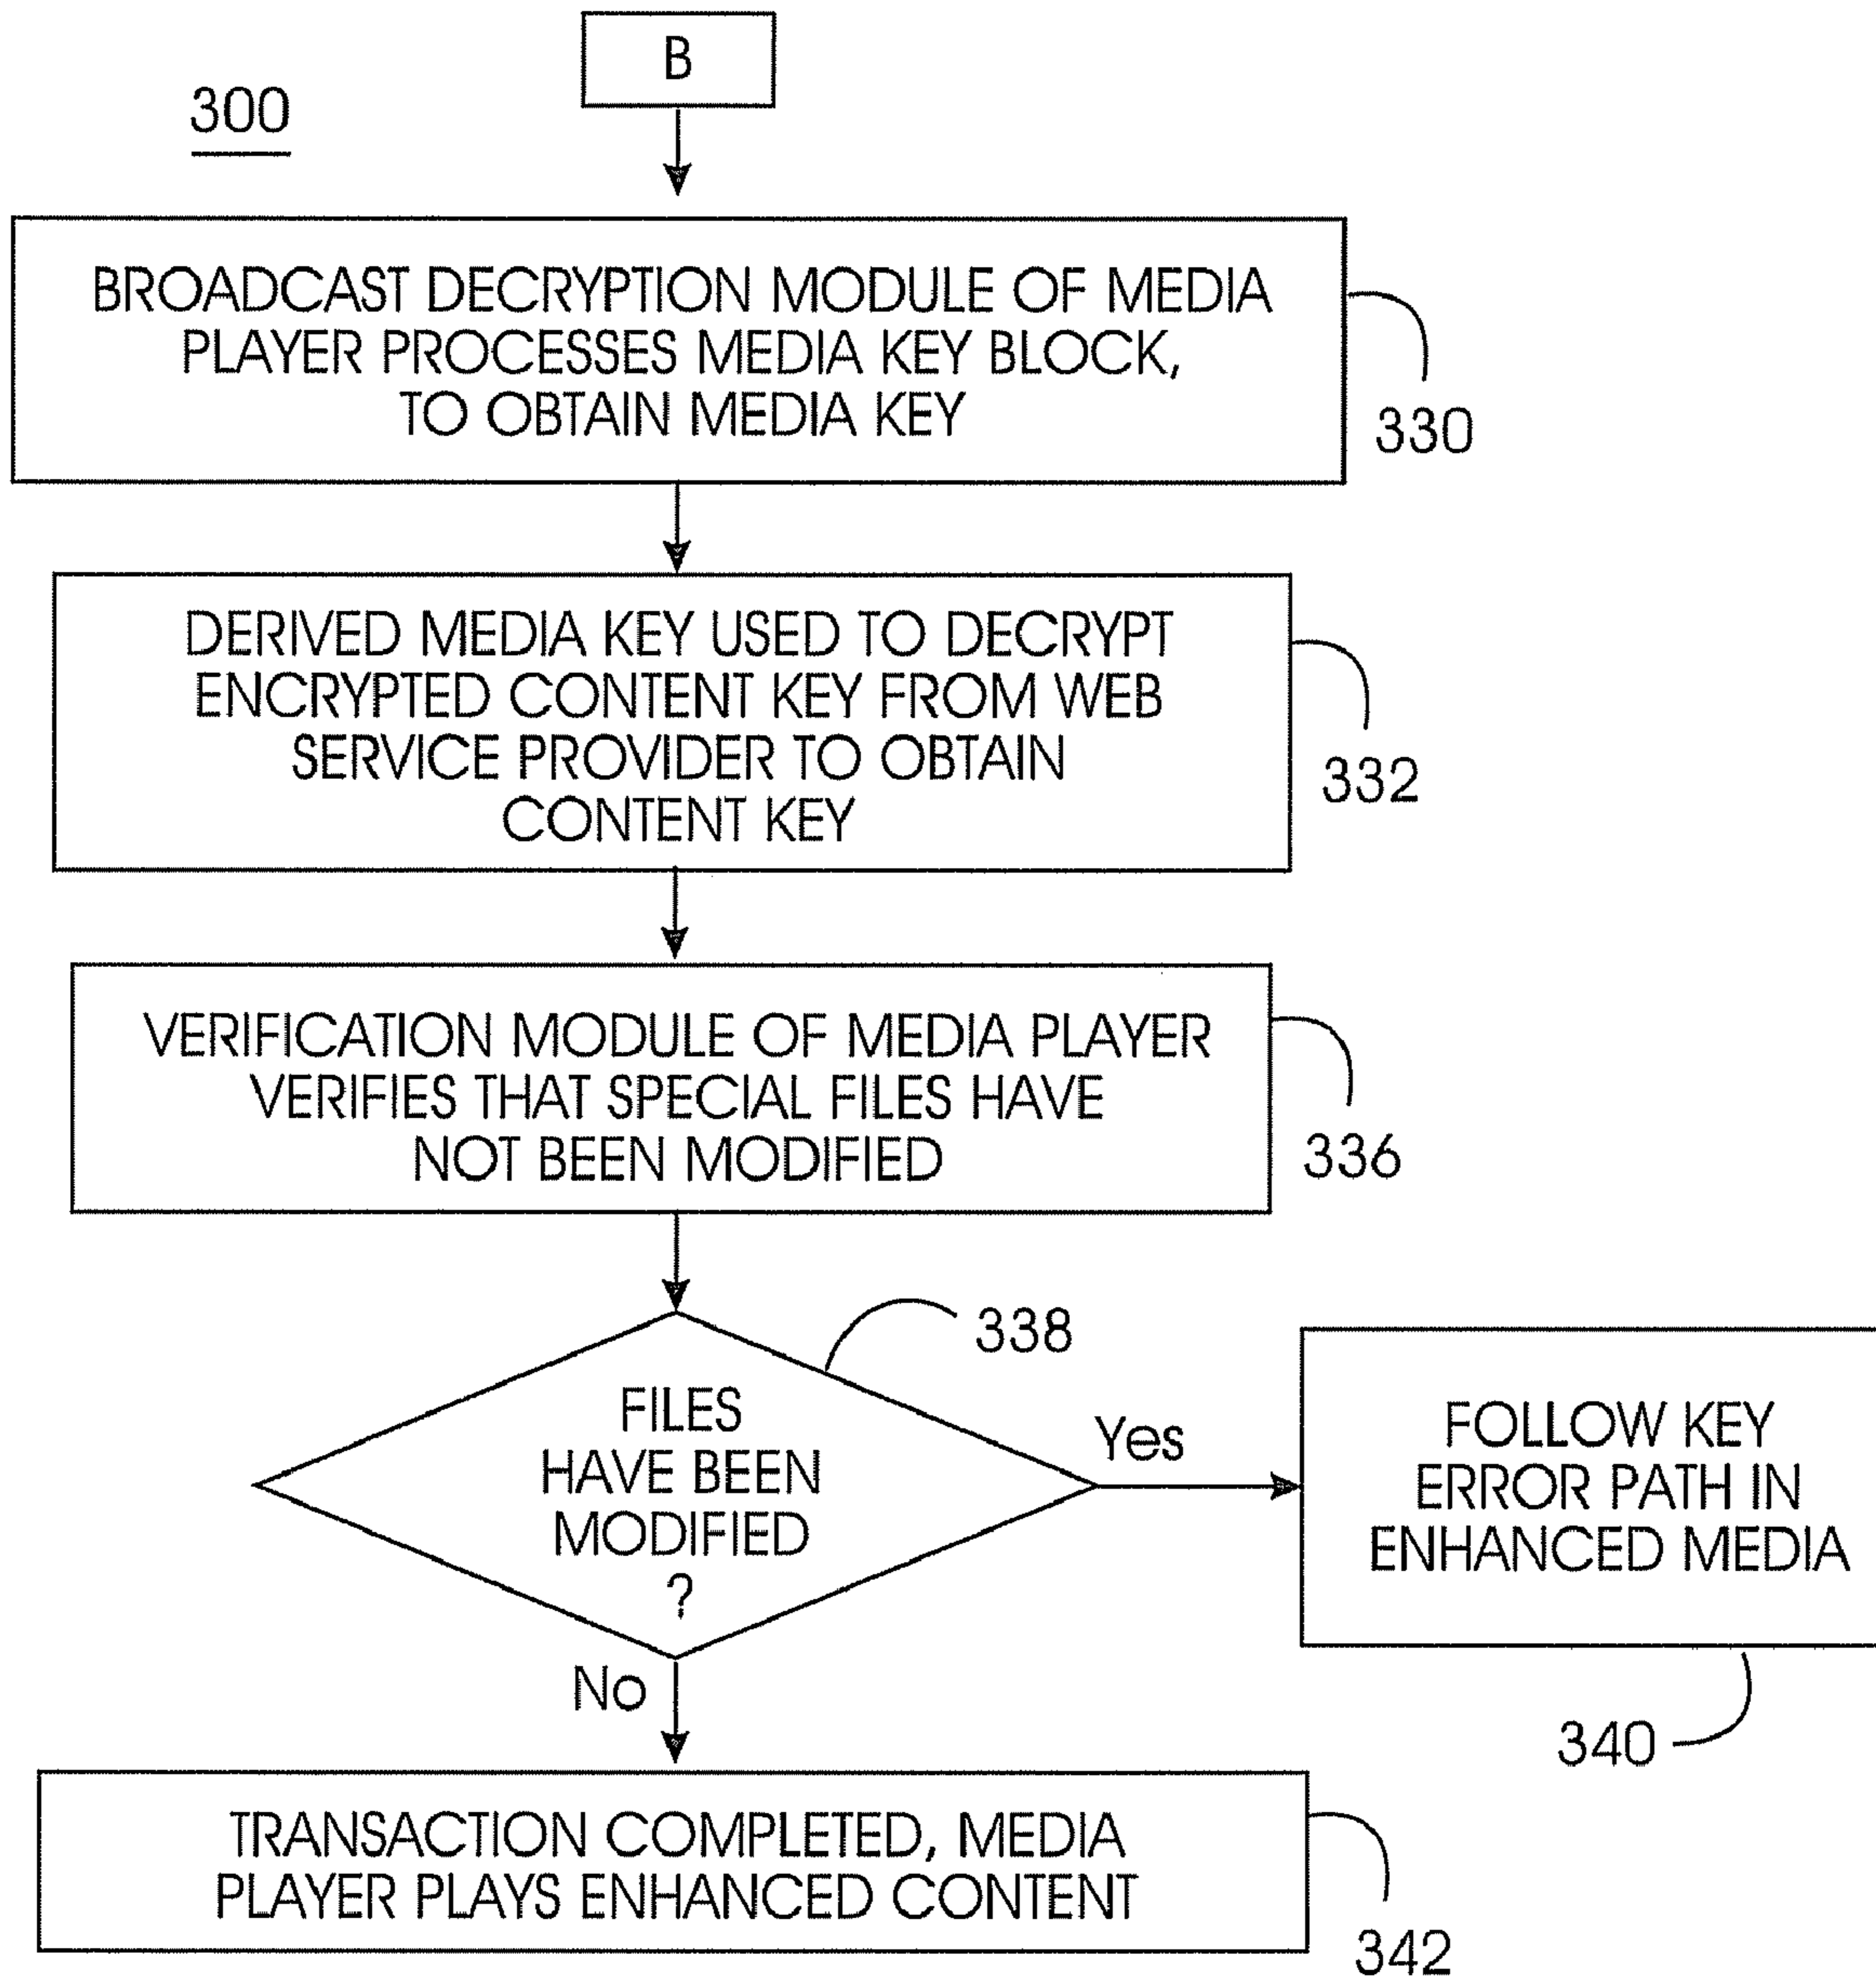 B
300
BROADCAST DECRYPTION MODULE OF MEDIA
PLAYER PROCESSES MEDIA KEY BLOCK,
TO OBTAIN MEDIA KEY
330
DERIVED MEDIA KEY USED TO DECRYPT
ENCRYPTED CONTENT KEY FROM WEB
SERVICE PROVIDER TO OBTAIN
CONTENT KEY
332
VERIFICATION MODULE OF MEDIA PLAYER
VERIFIES THAT SPECIAL FILES HAVE
NOT BEEN MODIFIED
336
338
FILES
HAVE BEEN
MODIFIED
?
Yes
FOLLOW KEY
ERROR PATH IN
ENHANCED MEDIA
340
No
TRANSACTION COMPLETED, MEDIA
PLAYER PLAYS ENHANCED CONTENT
342